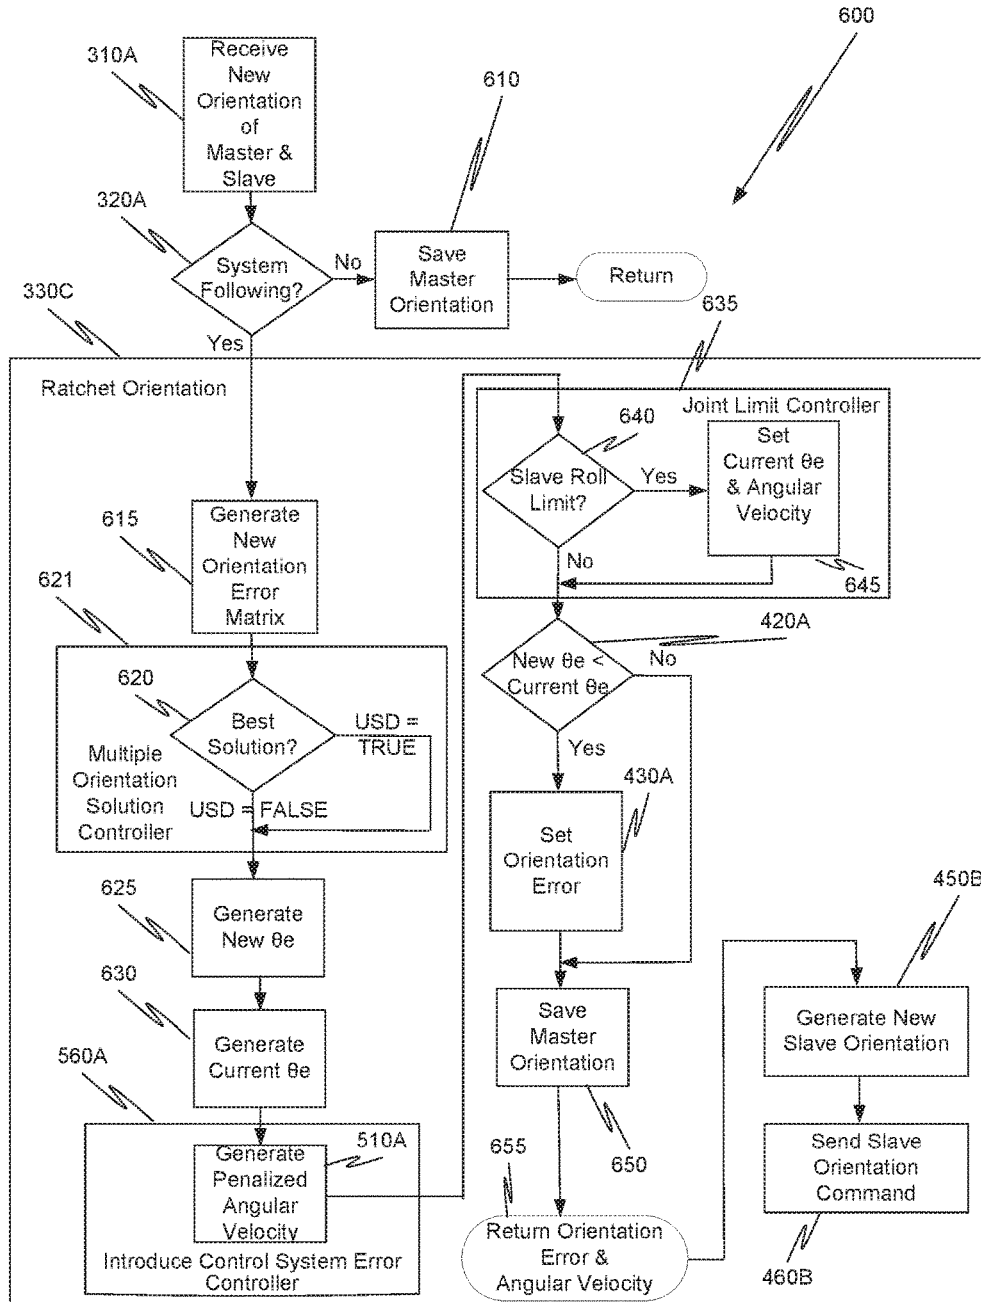 600
310A
Receive
New
Orientation
of
Master &
Slave
610
320A
System
Following?
No
Save
Master
Orientation
Return
330C
Yes
635
Ratchet Orientation
Joint Limit Controller
640
Slave Roll
Limit?
Yes
Set
Current θe
& Angular
Velocity
No
645
615
Generate
New
Orientation
Error
Matrix
621
620
Best
Solution?
USD =
TRUE
Multiple
Orientation
Solution
Controller
USD = FALSE
420A
New θe <
Current θe
No
Yes
430A
Set
Orientation
Error
625
Generate
New θe
630
Generate
Current θe
560A
510A
Generate
Penalized
Angular
Velocity
Introduce Control System Error
Controller
Save
Master
Orientation
650
655
Return Orientation
Error &
Angular Velocity
450B
Generate New
Slave Orientation
Send Slave
Orientation
Command
460B